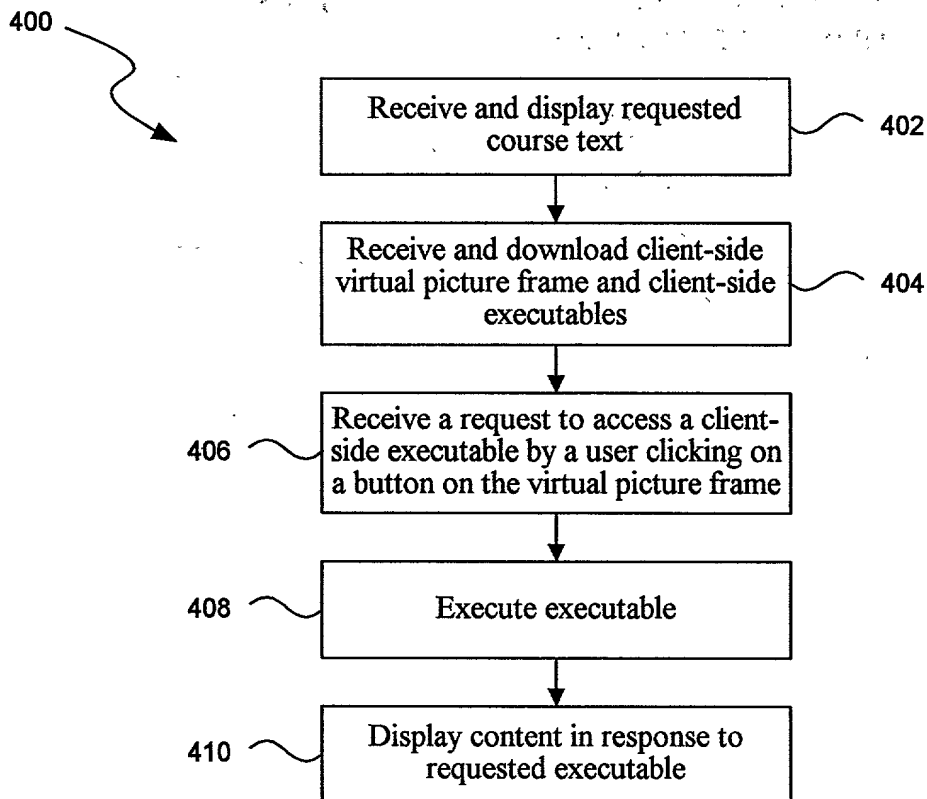 400
Receive and display requested
course text
402
Receive and download client-side
virtual picture frame and client-side
executables
404
Receive a request to access a client-
side executable by a user clicking on
a button on the virtual picture frame
406
Execute executable
408
Display content in response to
requested executable
410